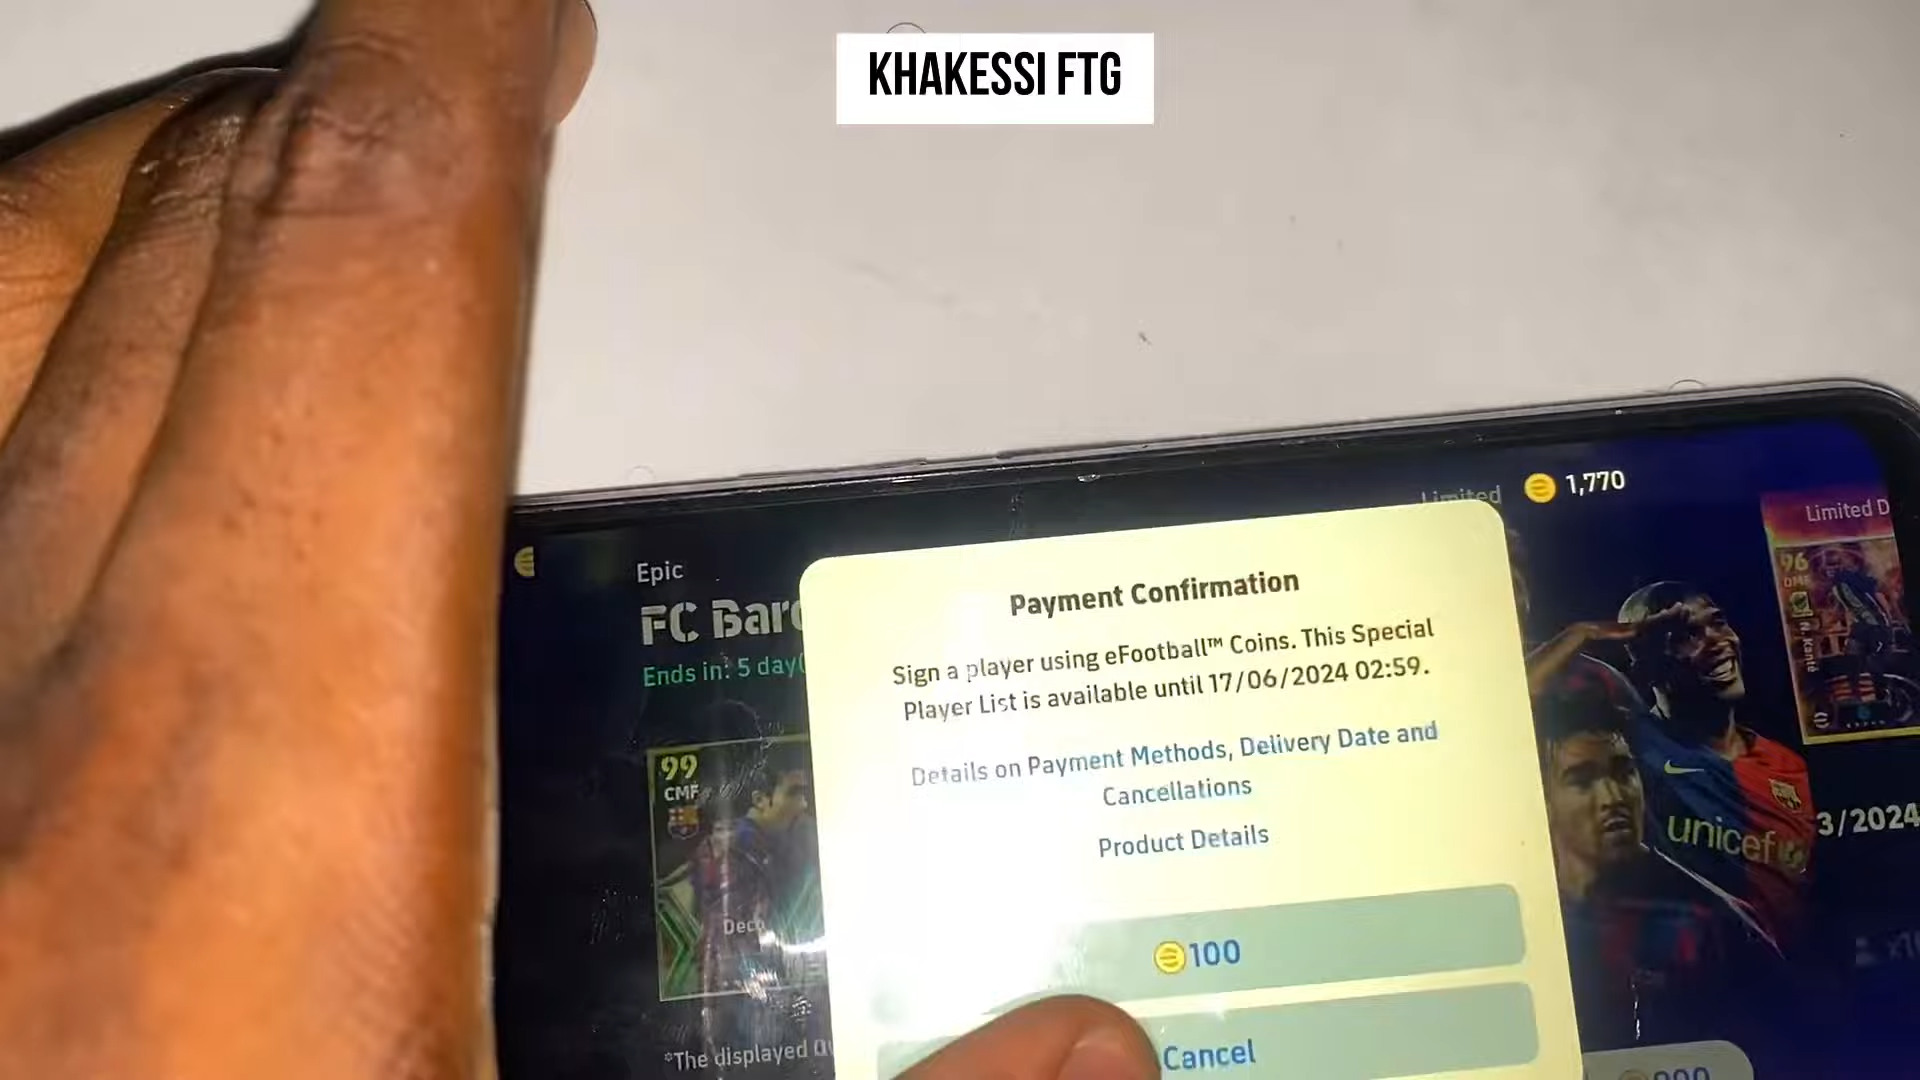 KHAKESSI FTG
1,770
Limited
Limited D
Epic
FC Barc
Ends in: 5 day(
96
DMF
Payment Confirmation
Sign a player using eFootball™ Coins. This Special
Player List is available until 17/06/2024 02:59.
Details on Payment Methods, Delivery Date and
Cancellations
Product Details
99
CMF
Deco
unicef
3/2024
100
Cancel
*The displayed